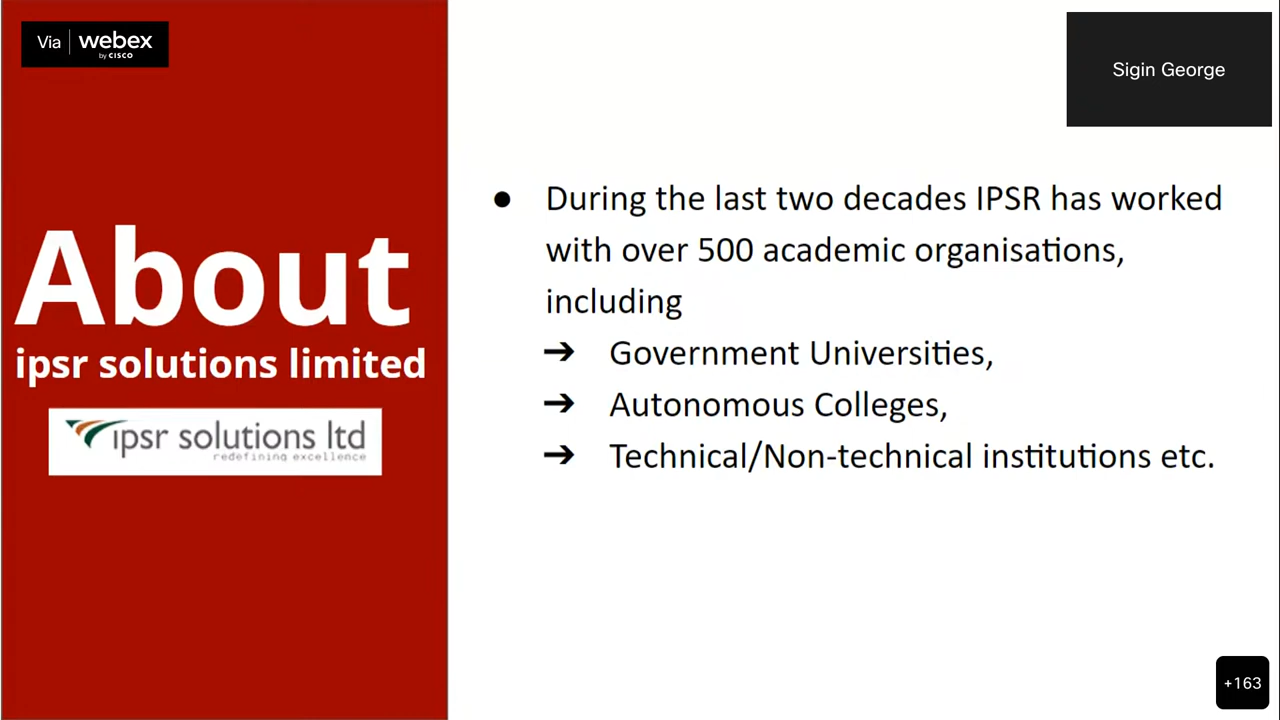 Via | webex
by CISCO
Sigin George
About
ipsr solutions limited
ipsr solutions ltd
redefining excellence
● During the last two decades IPSR has worked
with over 500 academic organisations,
including
➔ Government Universities,
➔ Autonomous Colleges,
➔ Technical/Non-technical institutions etc.
+163